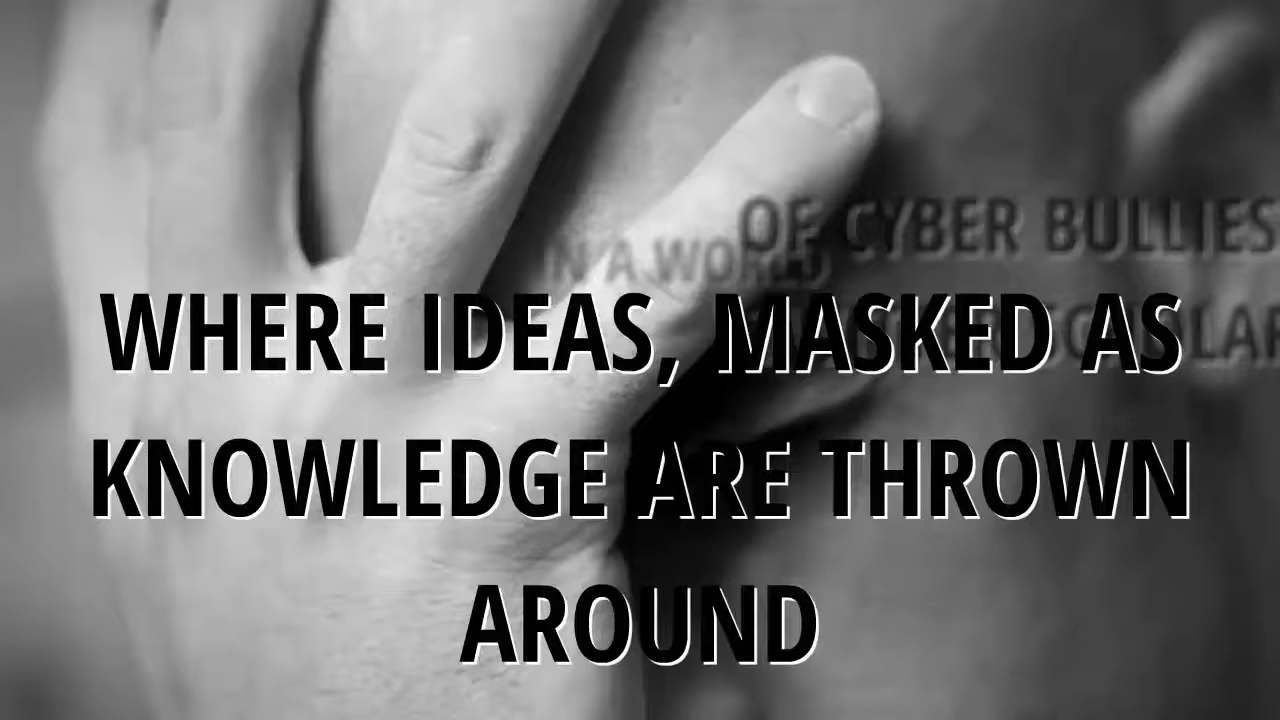 OF CYBER BULLIES
IN A WORLD
WHERE IDEAS, MASKED AS
KNOWLEDGE ARE THROWN
AROUND